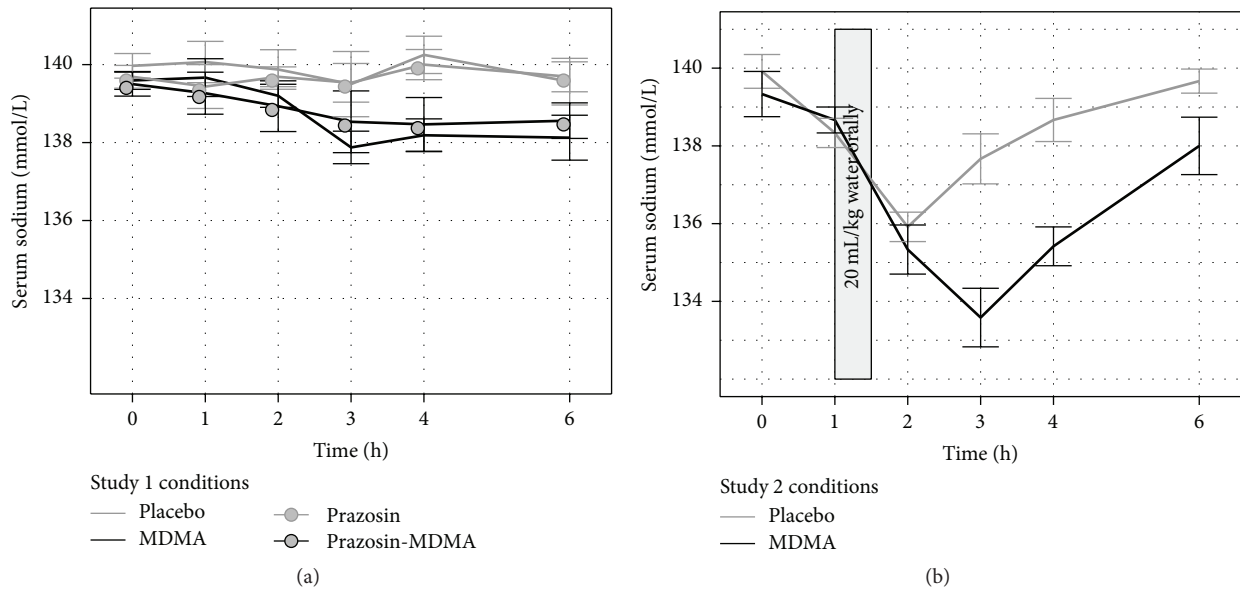 Serum sodium (mmol/L)
140
138
136
134
0 1 2 3 4 6
Time (h)
Study 1 conditions
Placebo
MDMA
Prazosin
Prazosin-MDMA
(a)
Serum sodium (mmol/L)
140
138
136
134
20 mL/kg water orally
0 1 2 3 4 6
Time (h)
Study 2 conditions
Placebo
MDMA
(b)